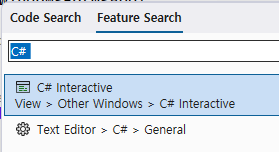 Code Search Feature Search
C#
C# Interactive
View > Other Windows > C# Interactive
Text Editor > C# > General